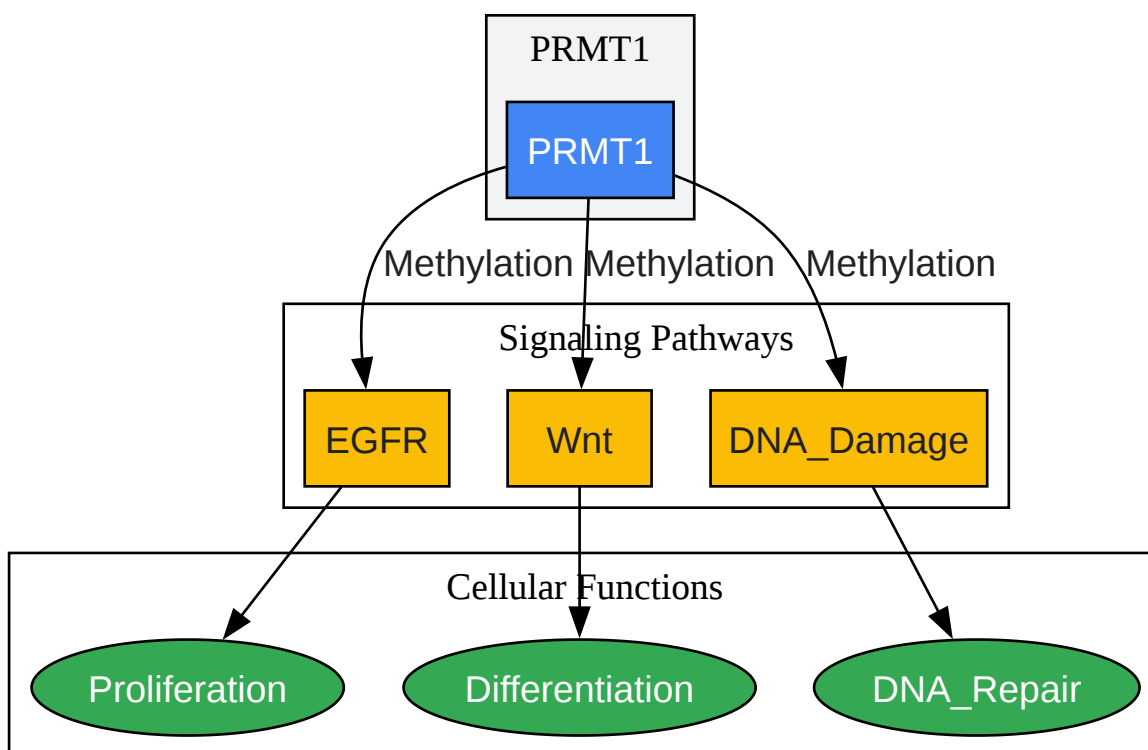 PRMT1
PRMT1
Methylation Methylation Methylation
Signaling Pathways
EGFR Wnt DNA_Damage
Cellular Functions
Proliferation Differentiation DNA_Repair